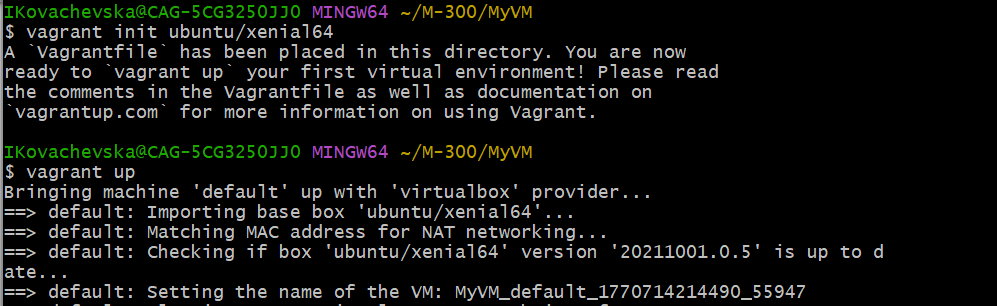 IKovachevska@CAG-5CG3250JJ0 MINGW64 ~/M-300/MyVM
$ vagrant init ubuntu/xenial64
A `Vagrantfile` has been placed in this directory. You are now
ready to `vagrant up` your first virtual environment! Please read
the comments in the Vagrantfile as well as documentation on
`vagrantup.com` for more information on using Vagrant.
IKovachevska@CAG-5CG3250JJ0 MINGW64 ~/M-300/MyVM
$ vagrant up
Bringing machine 'default' up with 'virtualbox' provider...
==> default: Importing base box 'ubuntu/xenial64'...
==> default: Matching MAC address for NAT networking...
==> default: Checking if box 'ubuntu/xenial64' version '20211001.0.5' is up to d
ate...
==> default: Setting the name of the VM: MyVM_default_1770714214490_55947